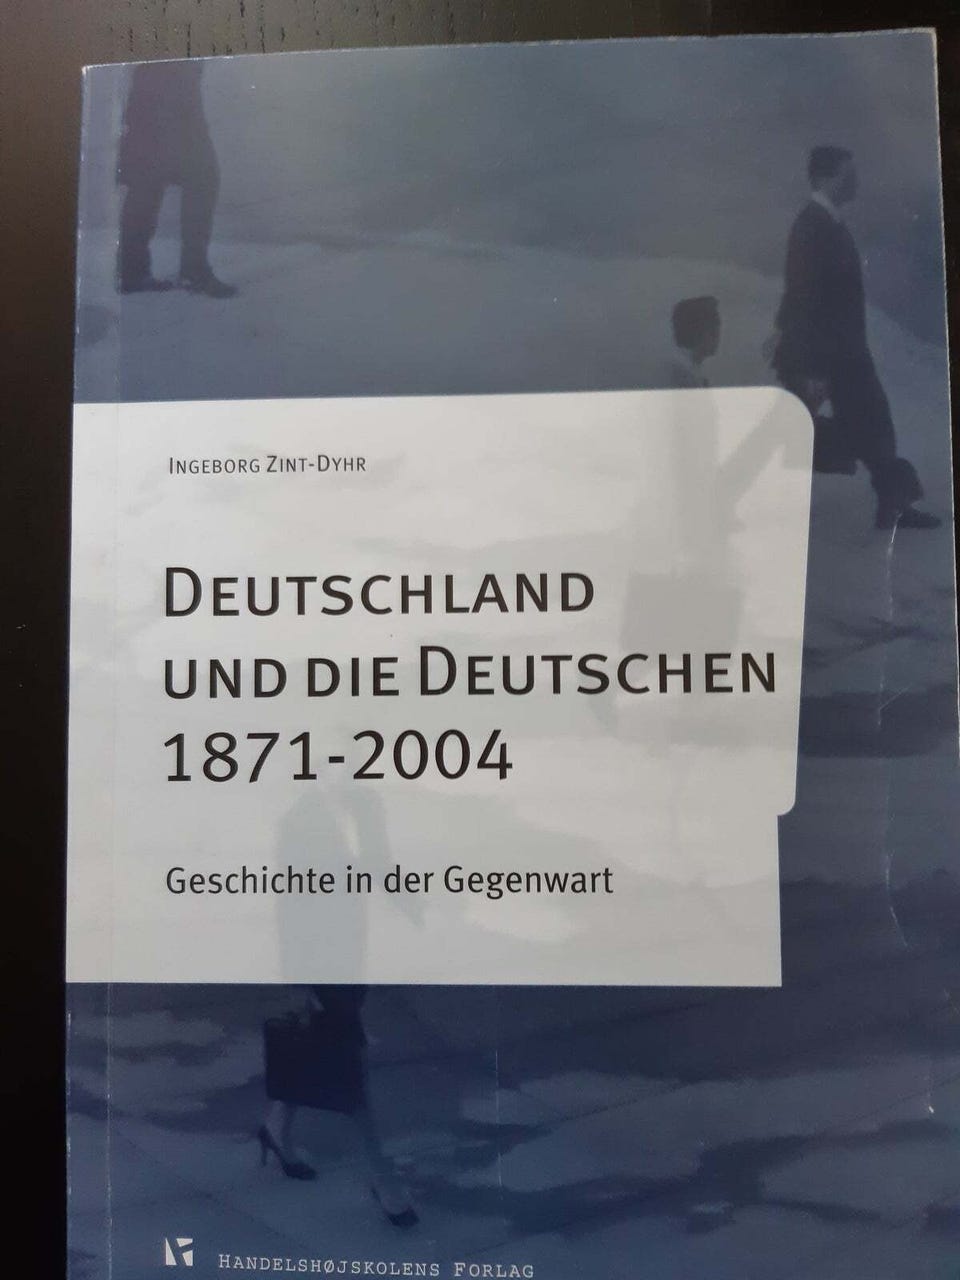 Ingeborg Zint-Dyhr
Deutschland
und die Deutschen
1871-2004
Geschichte in der Gegenwart
Handelshøjskolens Forlag